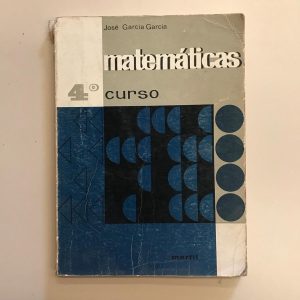 José García García
matemáticas
4º curso
marfil